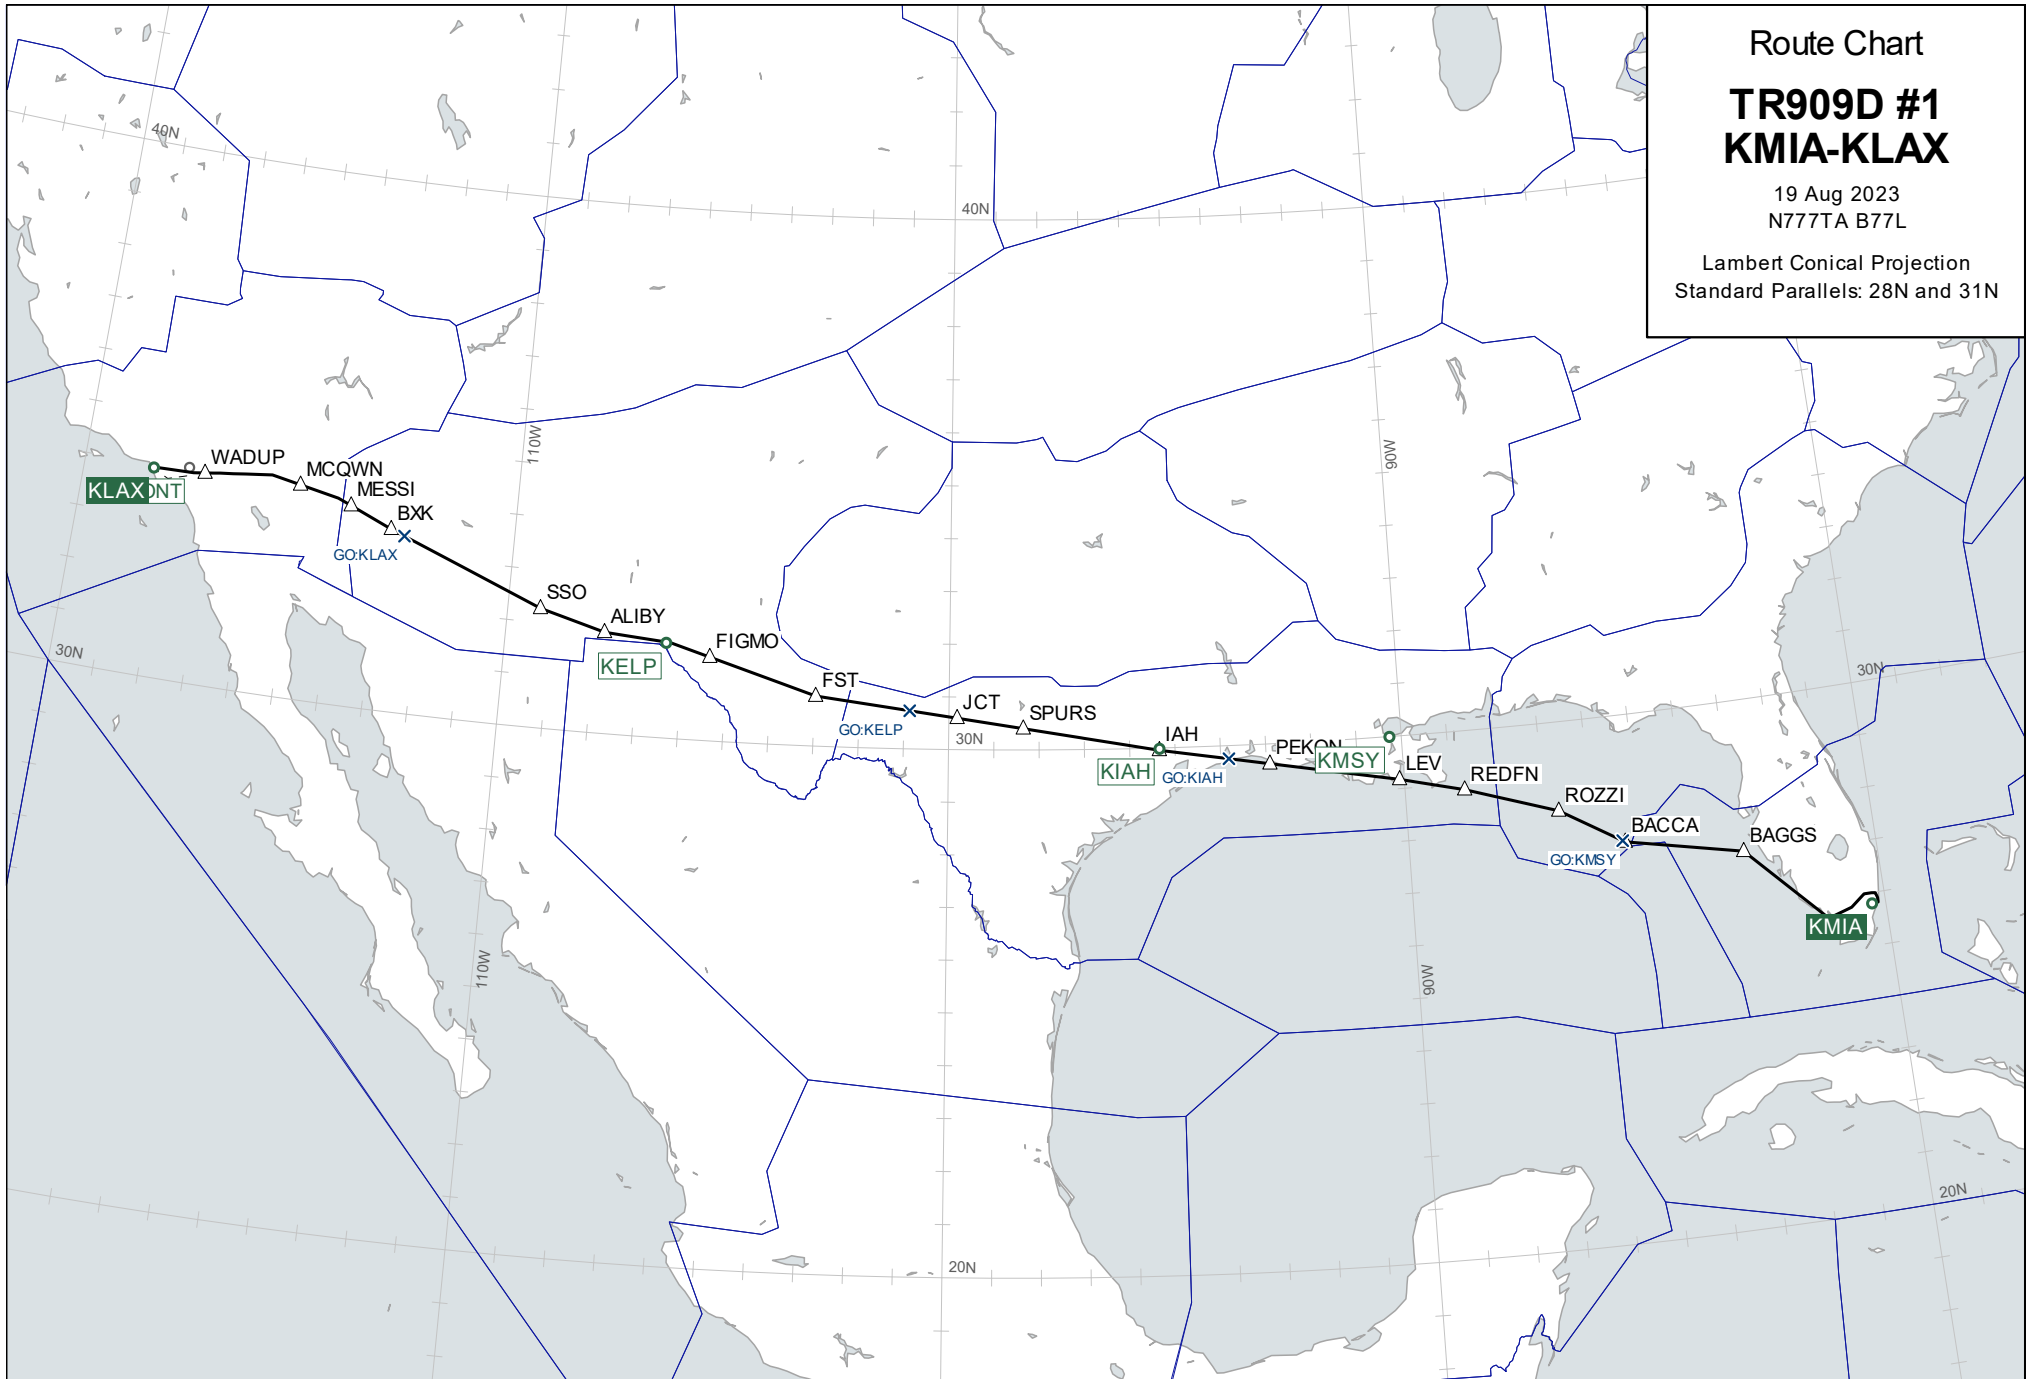 Route Chart
TR909D #1
KMIA-KLAX
19 Aug 2023
N777TA B77L
Lambert Conical Projection
Standard Parallels: 28N and 31N
40N
40N
110W
90W
WADUP
MCQWN
MESSI
KLAX
ONT
BXK
GO:KLAX
SSO
ALIBY
FIGMO
KELP
30N
30N
FST
JCT
SPURS
GO:KELP
30N
IAH
PEKON
KMSY
KIAH
GO:KIAH
LEV
REDFN
ROZZI
BACCA
BAGGS
GO:KMSY
KMIA
110W
90W
20N
20N